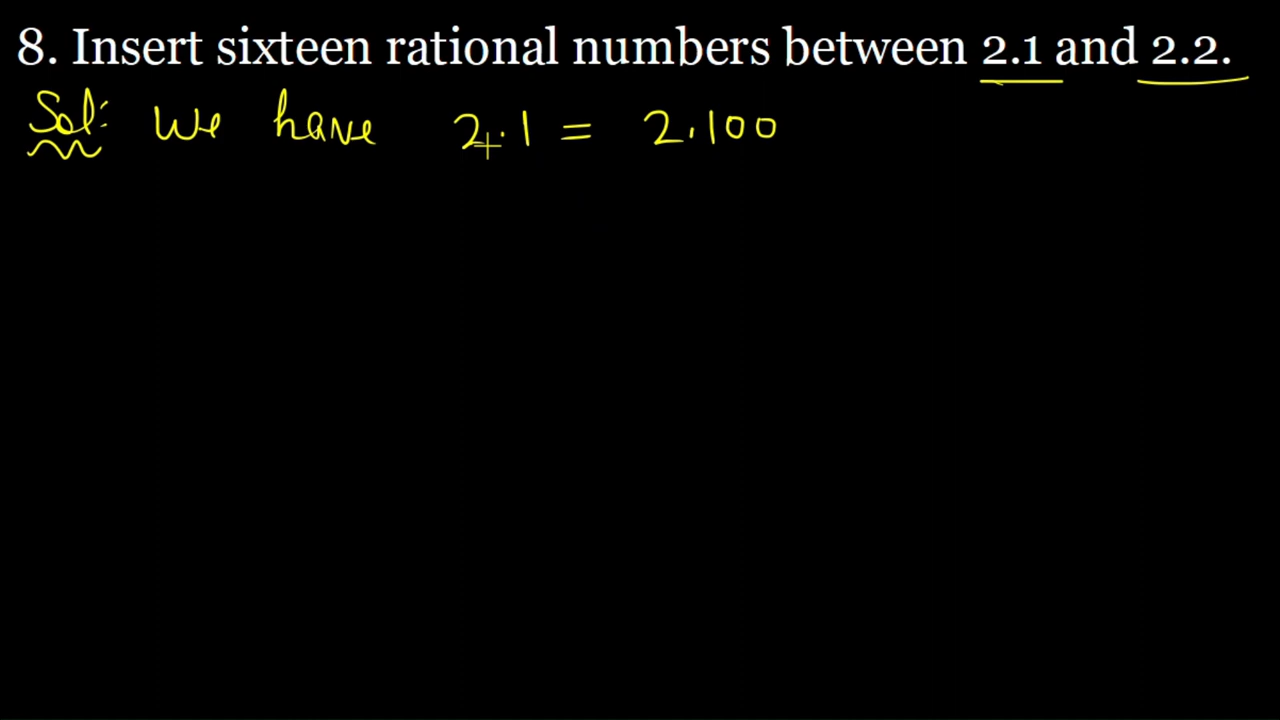 8. Insert sixteen rational numbers between 2.1 and 2.2.
Sol: We have 2.1 = 2.100